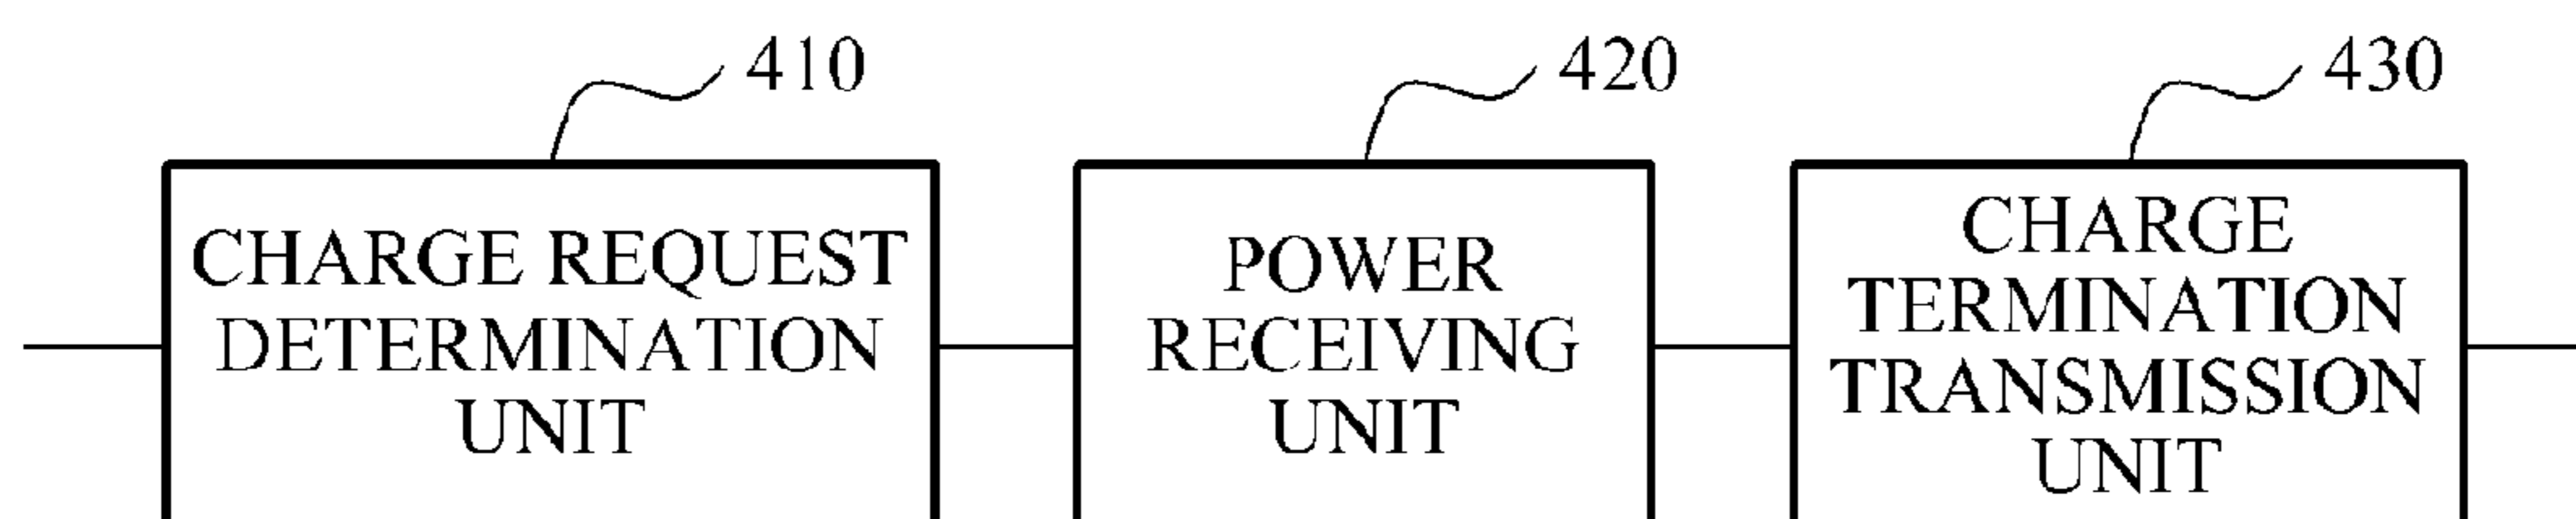 410
420
430
CHARGE REQUEST
DETERMINATION
UNIT
POWER
RECEIVING
UNIT
CHARGE
TERMINATION
TRANSMISSION
UNIT